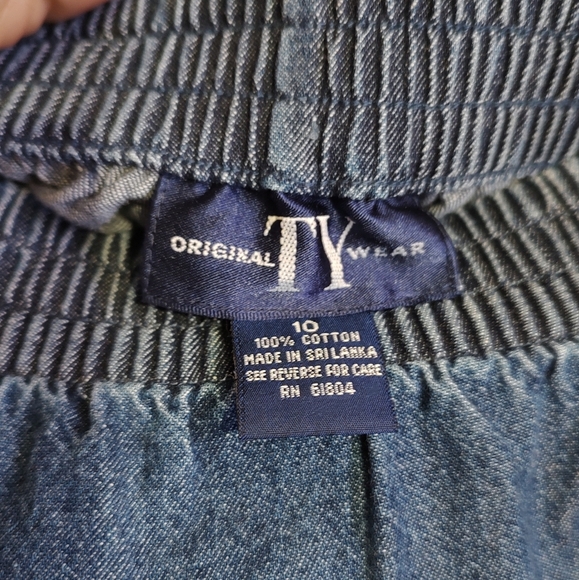 ORIGINAL TY WEAR
10
100% COTTON
MADE IN SRI LANKA
SEE REVERSE FOR CARE
RN 61804